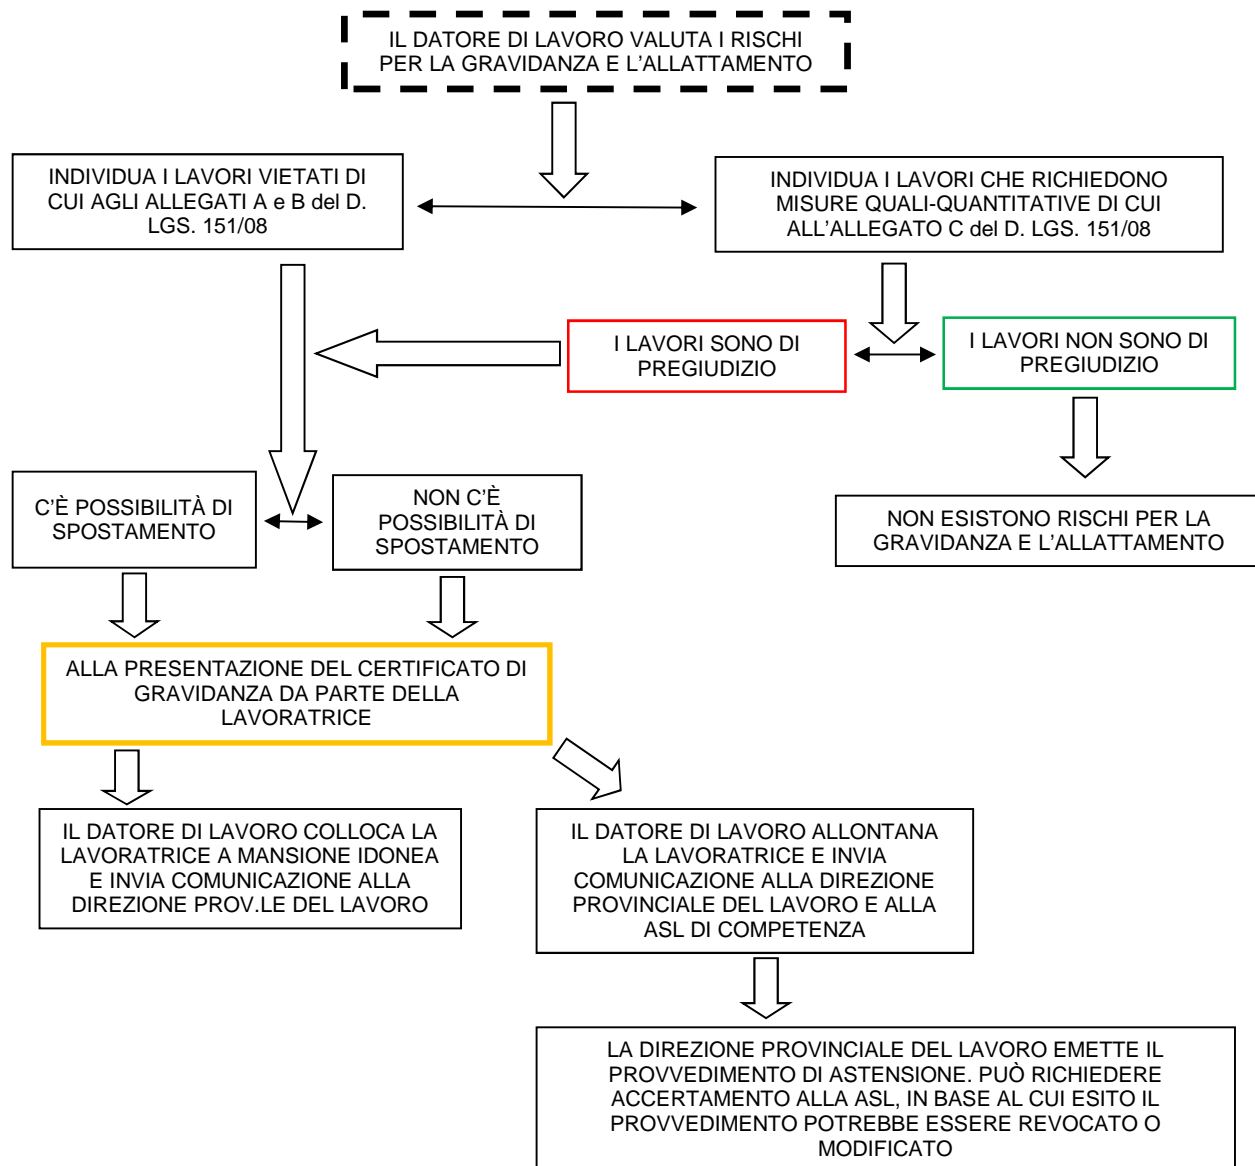 IL DATORE DI LAVORO VALUTA I RISCHI
PER LA GRAVIDANZA E L'ALLATTAMENTO
INDIVIDUA I LAVORI VIETATI DI
CUI AGLI ALLEGATI A e B del D.
LGS. 151/08
INDIVIDUA I LAVORI CHE RICHIEDONO
MISURE QUALI-QUANTITATIVE DI CUI
ALL'ALLEGATO C del D. LGS. 151/08
I LAVORI SONO DI
PREGIUDIZIO
I LAVORI NON SONO DI
PREGIUDIZIO
C'È POSSIBILITÀ DI
SPOSTAMENTO
NON C'È
POSSIBILITÀ DI
SPOSTAMENTO
NON ESISTONO RISCHI PER LA
GRAVIDANZA E L'ALLATTAMENTO
ALLA PRESENTAZIONE DEL CERTIFICATO DI
GRAVIDANZA DA PARTE DELLA
LAVORATRICE
IL DATORE DI LAVORO COLLOCA LA
LAVORATRICE A MANSIONE IDONEA
E INVIA COMUNICAZIONE ALLA
DIREZIONE PROV.LE DEL LAVORO
IL DATORE DI LAVORO ALLONTANA
LA LAVORATRICE E INVIA
COMUNICAZIONE ALLA DIREZIONE
PROVINCIALE DEL LAVORO E ALLA
ASL DI COMPETENZA
LA DIREZIONE PROVINCIALE DEL LAVORO EMETTE IL
PROVVEDIMENTO DI ASTENSIONE. PUÒ RICHIEDERE
ACCERTAMENTO ALLA ASL, IN BASE AL CUI ESITO IL
PROVVEDIMENTO POTREBBE ESSERE REVOCATO O
MODIFICATO